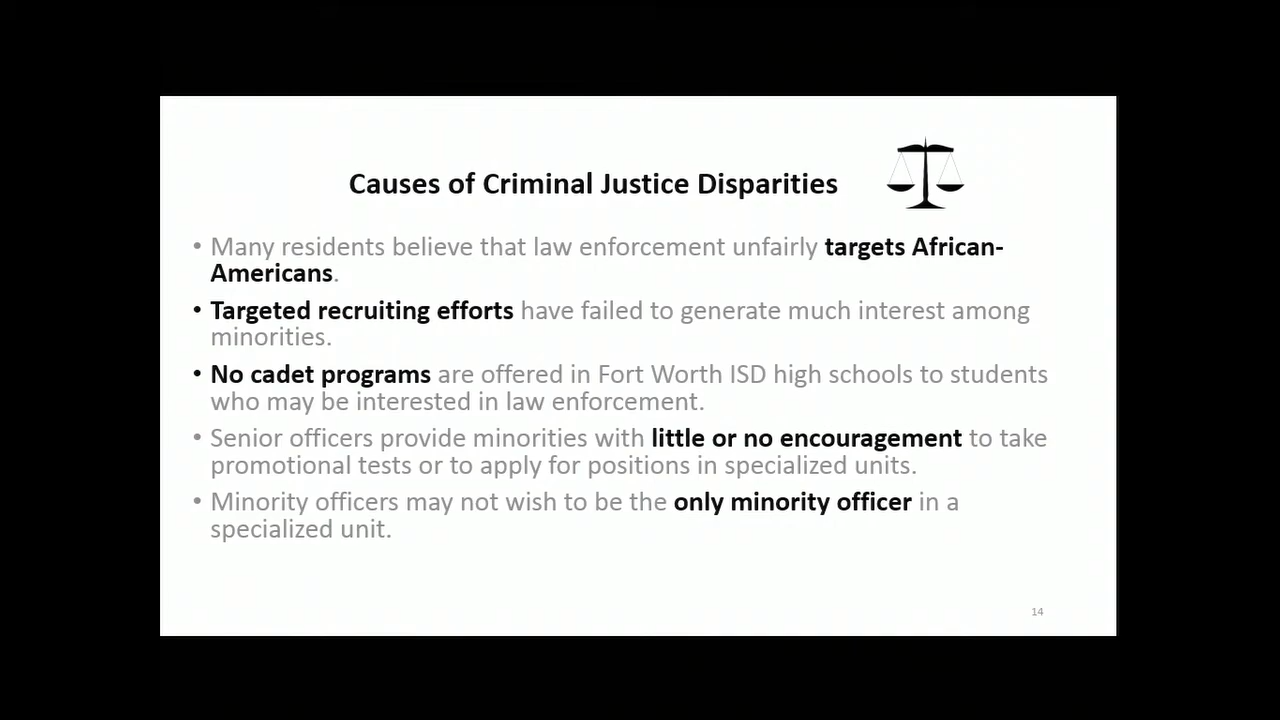 Causes of Criminal Justice Disparities
• Many residents believe that law enforcement unfairly targets African-
Americans.
• Targeted recruiting efforts have failed to generate much interest among
minorities.
• No cadet programs are offered in Fort Worth ISD high schools to students
who may be interested in law enforcement.
• Senior officers provide minorities with little or no encouragement to take
promotional tests or to apply for positions in specialized units.
• Minority officers may not wish to be the only minority officer in a
specialized unit.
14